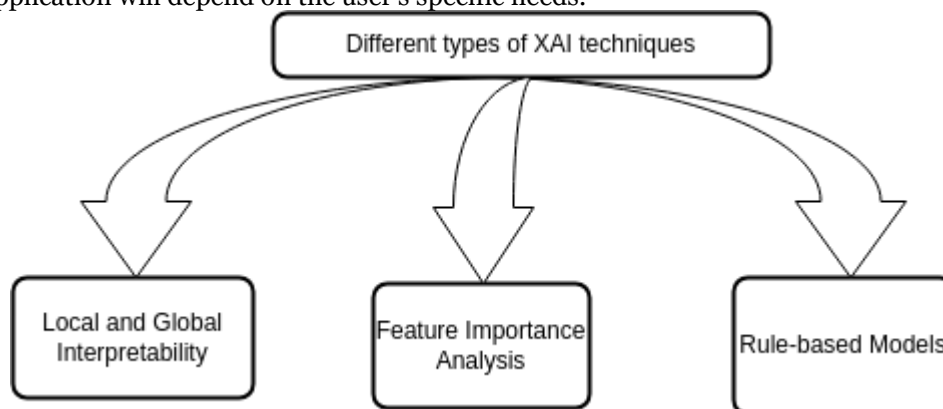 application will depend on the user's specific needs.
Different types of XAI techniques
Local and Global
Interpretability
Feature Importance
Analysis
Rule-based Models